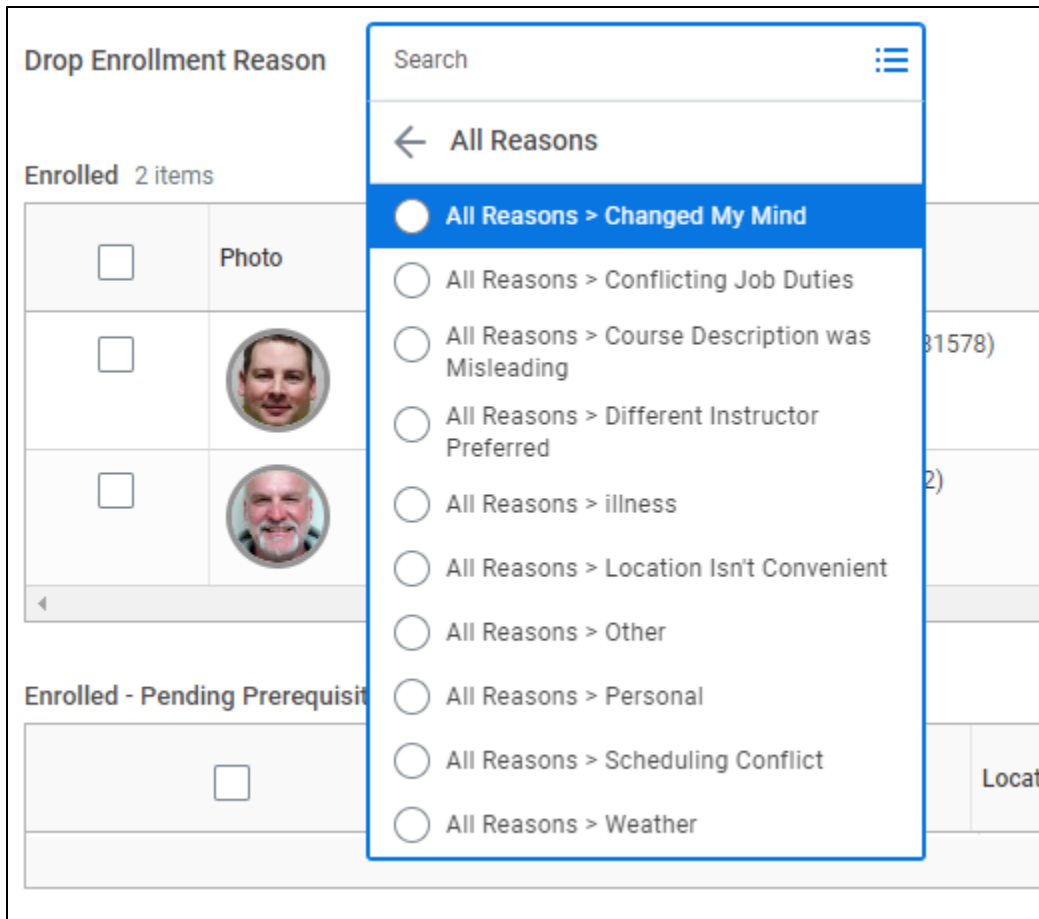 Drop Enrollment Reason
Search
All Reasons
Enrolled 2 items
All Reasons > Changed My Mind
Photo
All Reasons > Conflicting Job Duties
All Reasons > Course Description was
Misleading
31578)
All Reasons > Different Instructor
Preferred
All Reasons > illness
2)
All Reasons > Location Isn't Convenient
All Reasons > Other
Enrolled - Pending Prerequisit
All Reasons > Personal
All Reasons > Scheduling Conflict
Locat
All Reasons > Weather